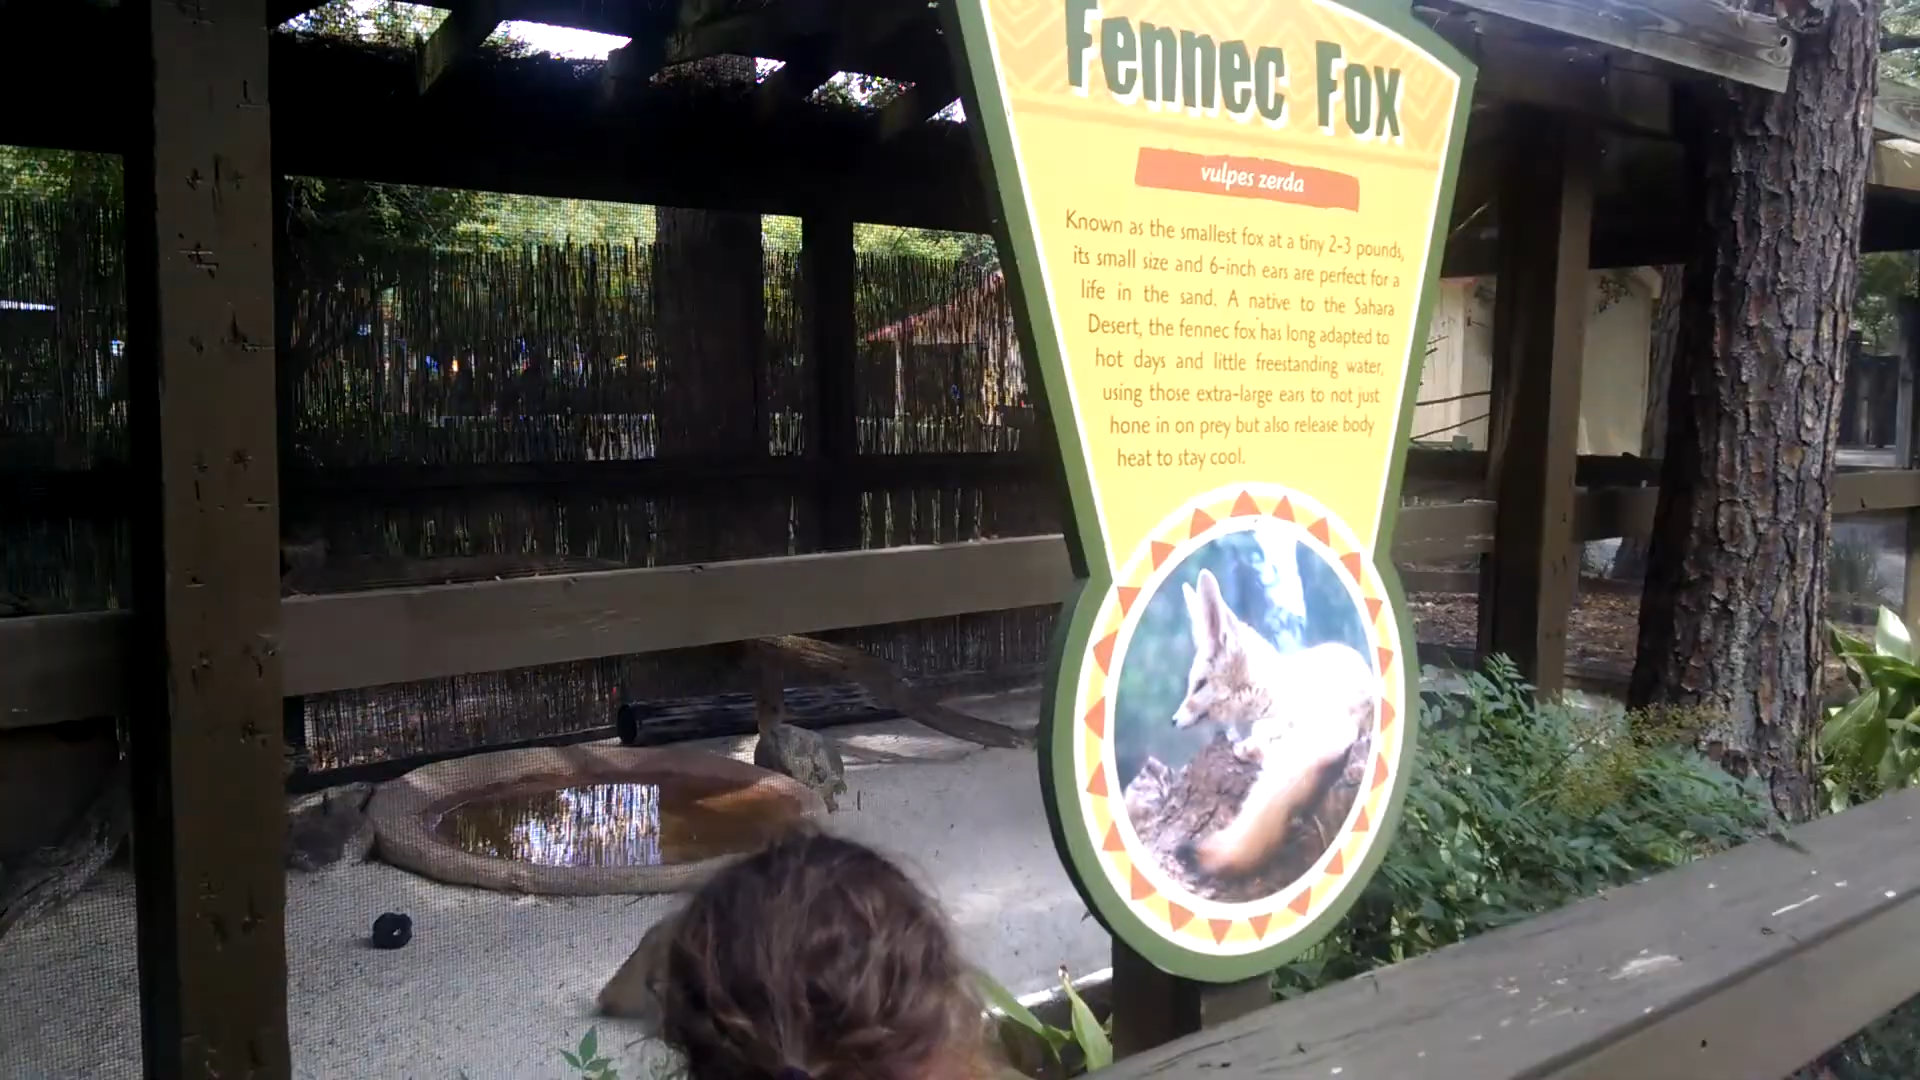 Fennec Fox
vulpes zerda
Known as the smallest fox at a tiny 2-3 pounds,
its small size and 6-inch ears are perfect for a
life in the sand. A native to the Sahara
Desert, the fennec fox has long adapted to
hot days and little freestanding water,
using those extra-large ears to not just
hone in on prey but also release body
heat to stay cool.